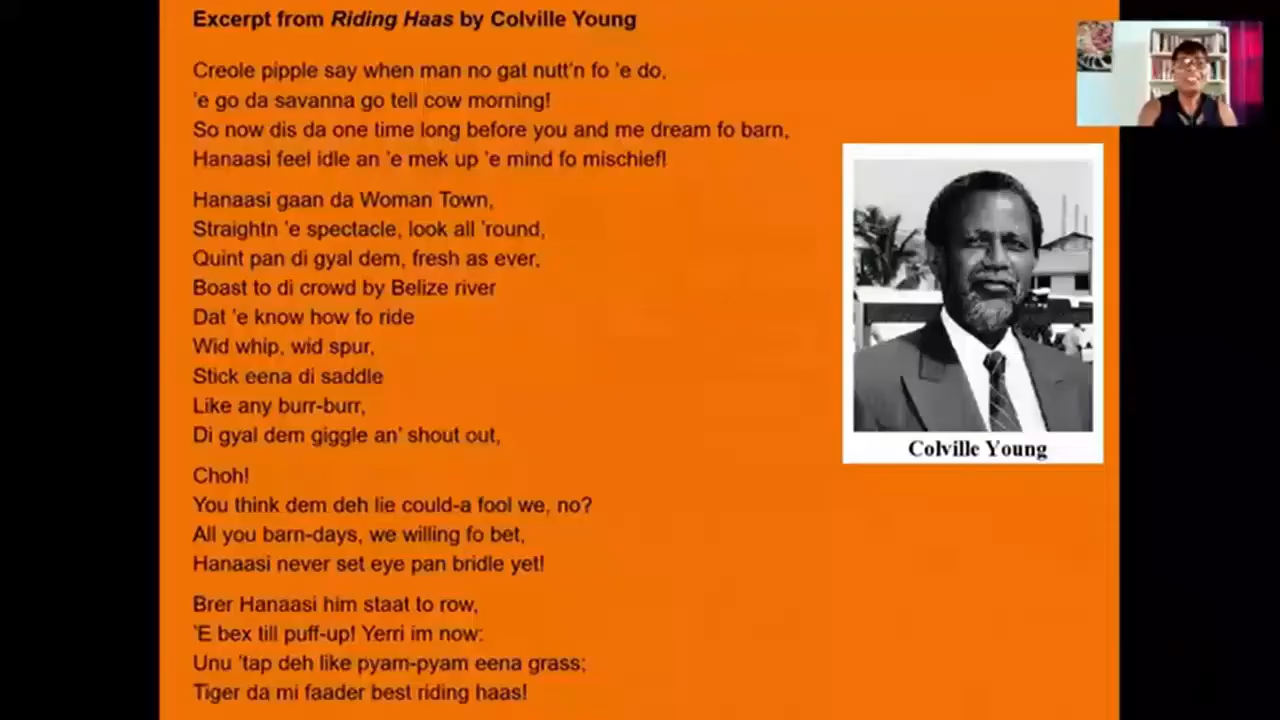 Excerpt from Riding Haas by Colville Young
Creole pipple say when man no gat nutt'n fo 'e do,
'e go da savanna go tell cow morning!
So now dis da one time long before you and me dream fo barn,
Hanaasi feel idle an 'e mek up 'e mind fo mischief!
Hanaasi gaan da Woman Town,
Straightn 'e spectacle, look all 'round,
Quint pan di gyal dem, fresh as ever,
Boast to di crowd by Belize river
Dat 'e know how fo ride
Wid whip, wid spur,
Stick eena di saddle
Like any burr-burr,
Di gyal dem giggle an' shout out,
Choh!
You think dem deh lie could-a fool we, no?
All you barn-days, we willing fo bet,
Hanaasi never set eye pan bridle yet!
Brer Hanaasi him staat to row,
'E bex till puff-up! Yerri im now:
Unu 'tap deh like pyam-pyam eena grass;
Tiger da mi faader best riding haas!
Colville Young